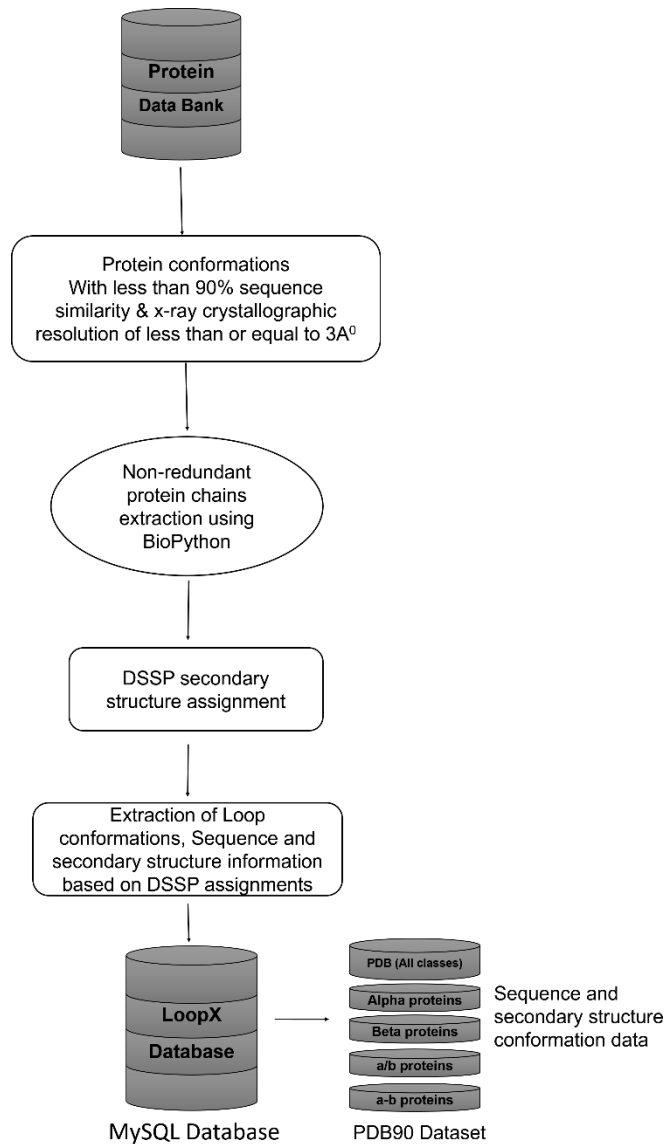 Protein
Data Bank
Protein conformations
With less than 90% sequence
similarity & x-ray crystallographic
resolution of less than or equal to 3A⁰
Non-redundant
protein chains
extraction using
BioPython
DSSP secondary
structure assignment
Extraction of Loop
conformations, Sequence and
secondary structure information
based on DSSP assignments
LoopX
Database
MySQL Database
PDB (All classes)
Alpha proteins
Beta proteins
a/b proteins
a-b proteins
PDB90 Dataset
Sequence and
secondary structure
conformation data